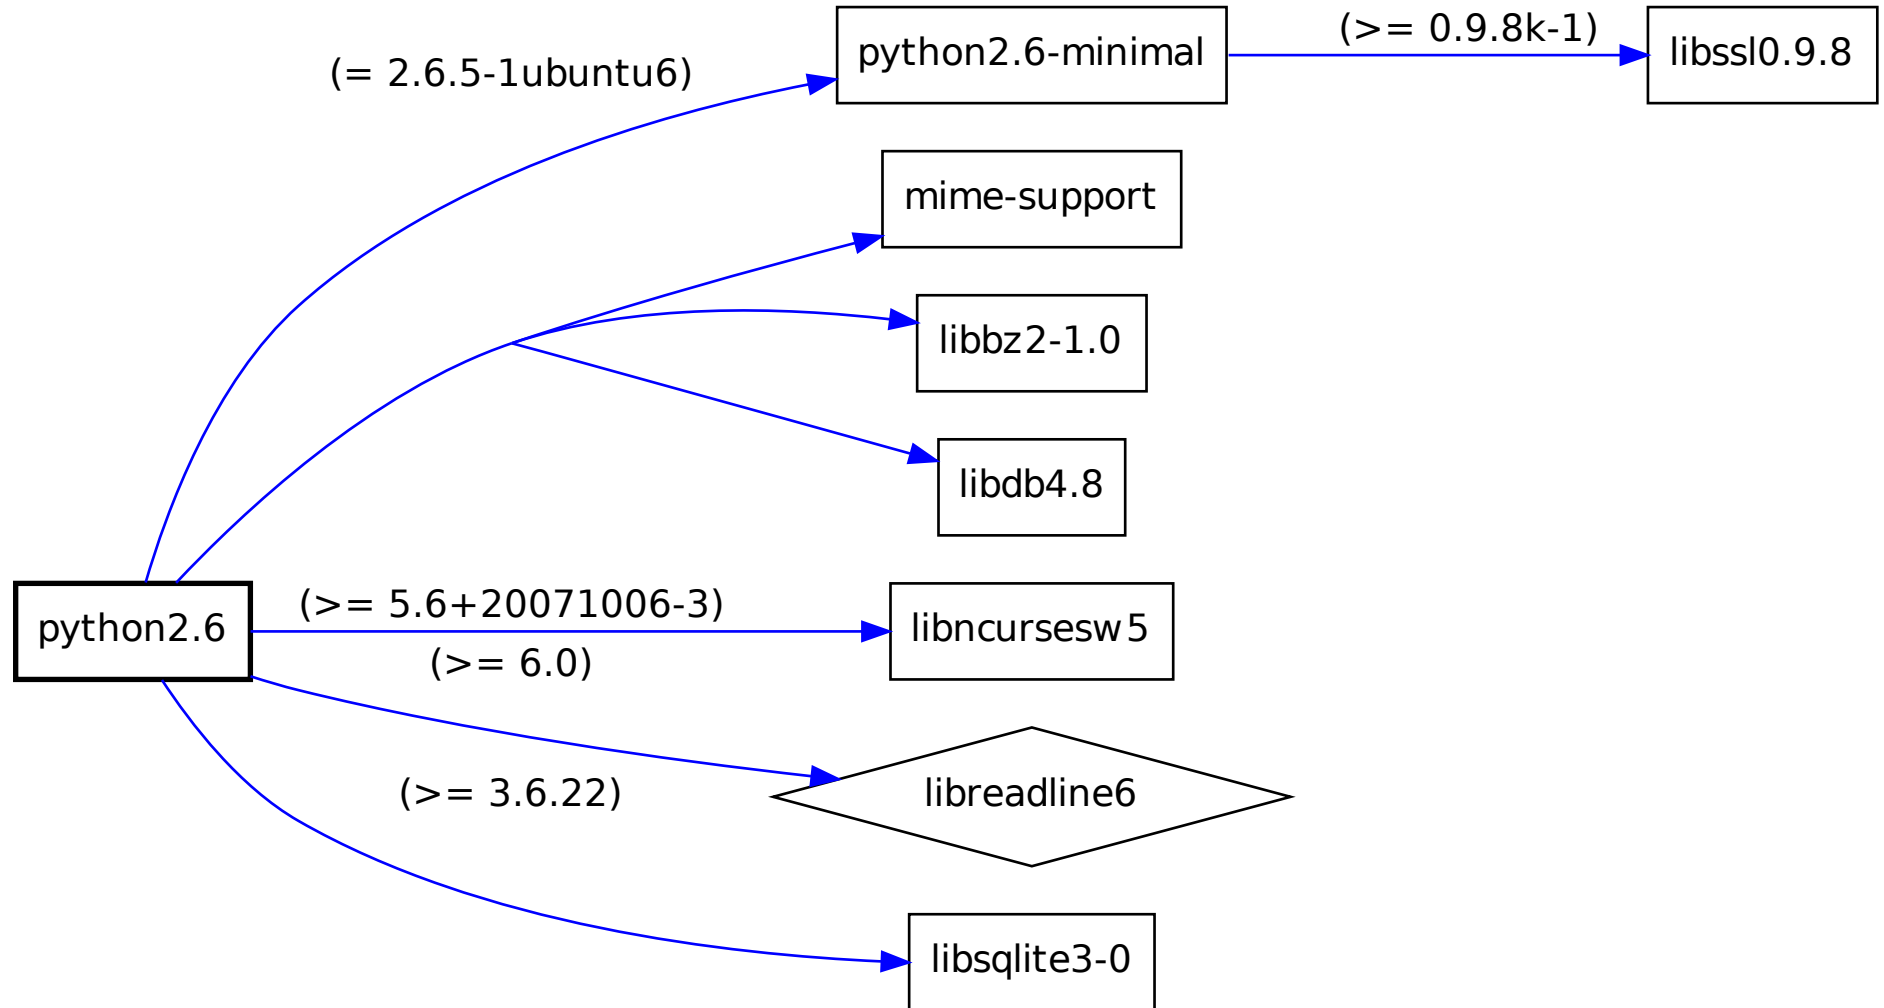 (= 2.6.5-1ubuntu6)
python2.6-minimal
(>= 0.9.8k-1)
libssl0.9.8
mime-support
libbz2-1.0
libdb4.8
python2.6
(>= 5.6+20071006-3)
libncursesw5
(>= 6.0)
libreadline6
(>= 3.6.22)
libsqlite3-0